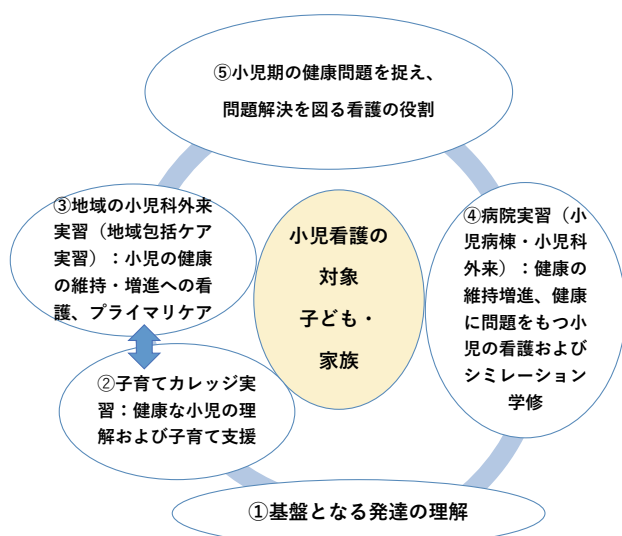 ⑤小児期の健康問題を捉え、
問題解決を図る看護の役割
③地域の小児科外来
実習（地域包括ケア
実習）：小児の健康
の維持・増進への看
護、プライマリケア
小児看護の
対象
子ども・
家族
④病院実習（小
児病棟・小児科
外来）：健康の
維持増進、健康
に問題をもつ小
児の看護および
シミレーション
学修
②子育てカレッジ実
習：健康な小児の理
解および子育て支援
①基盤となる発達の理解